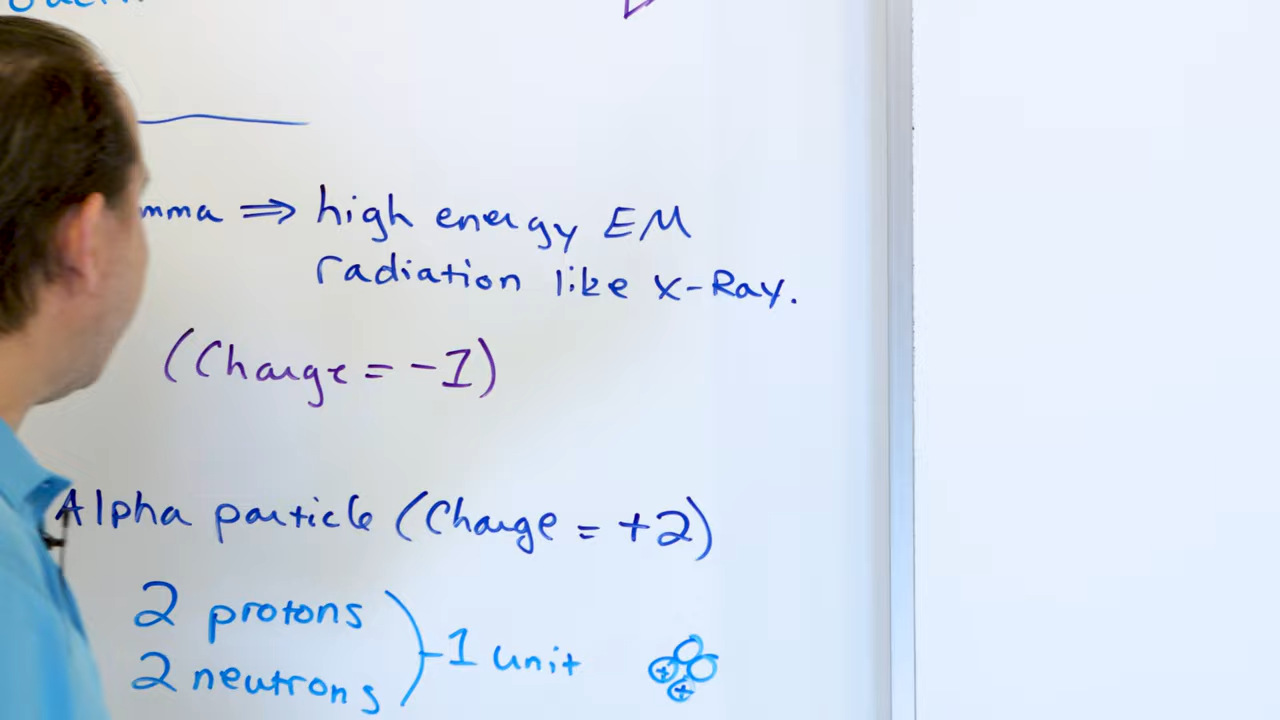 mma ⇒ high energy EM
radiation like x-Ray.
(Charge = -1)
Alpha particle (Charge = +2)
2 protons
2 neutrons
1 unit
+
+